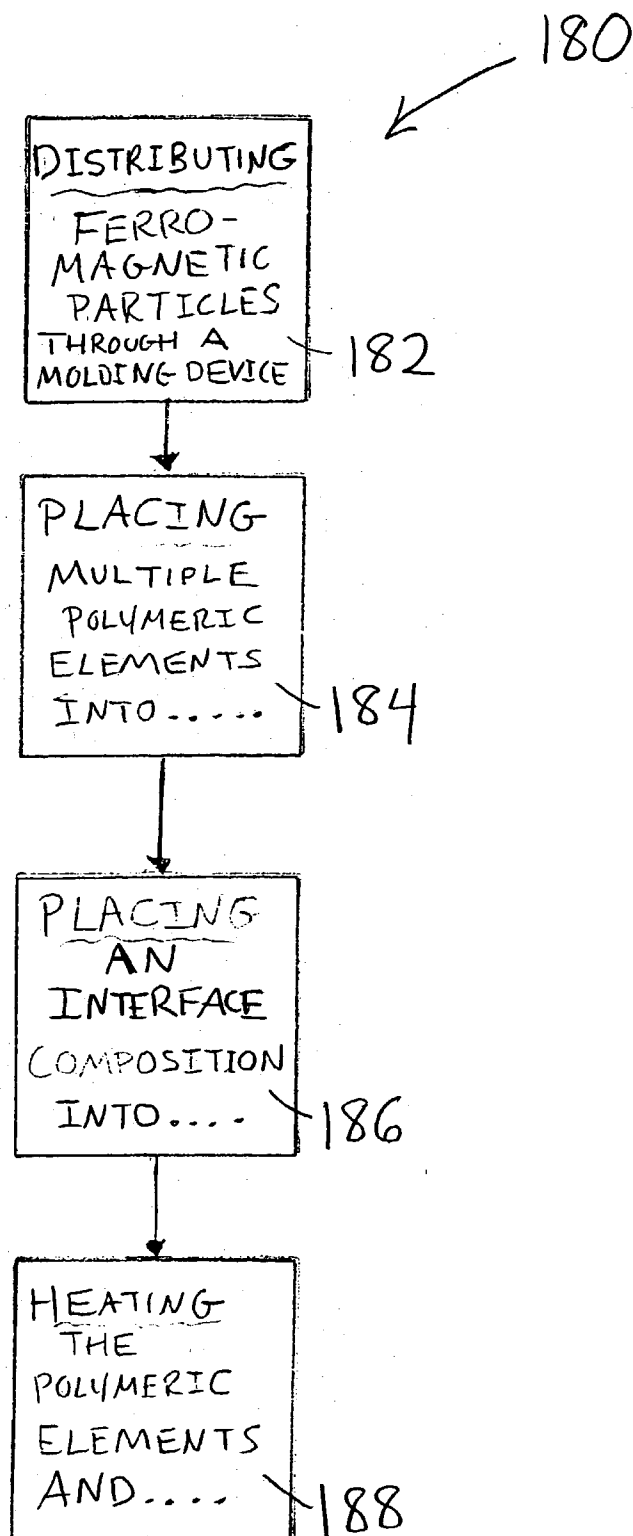 180
DISTRIBUTING
FERRO-
MAGNETIC
PARTICLES
THROUGH A
MOLDING DEVICE
182
PLACING
MULTIPLE
POLYMERIC
ELEMENTS
INTO.....
184
PLACING
AN
INTERFACE
COMPOSITION
INTO....
186
HEATING
THE
POLYMERIC
ELEMENTS
AND....
188